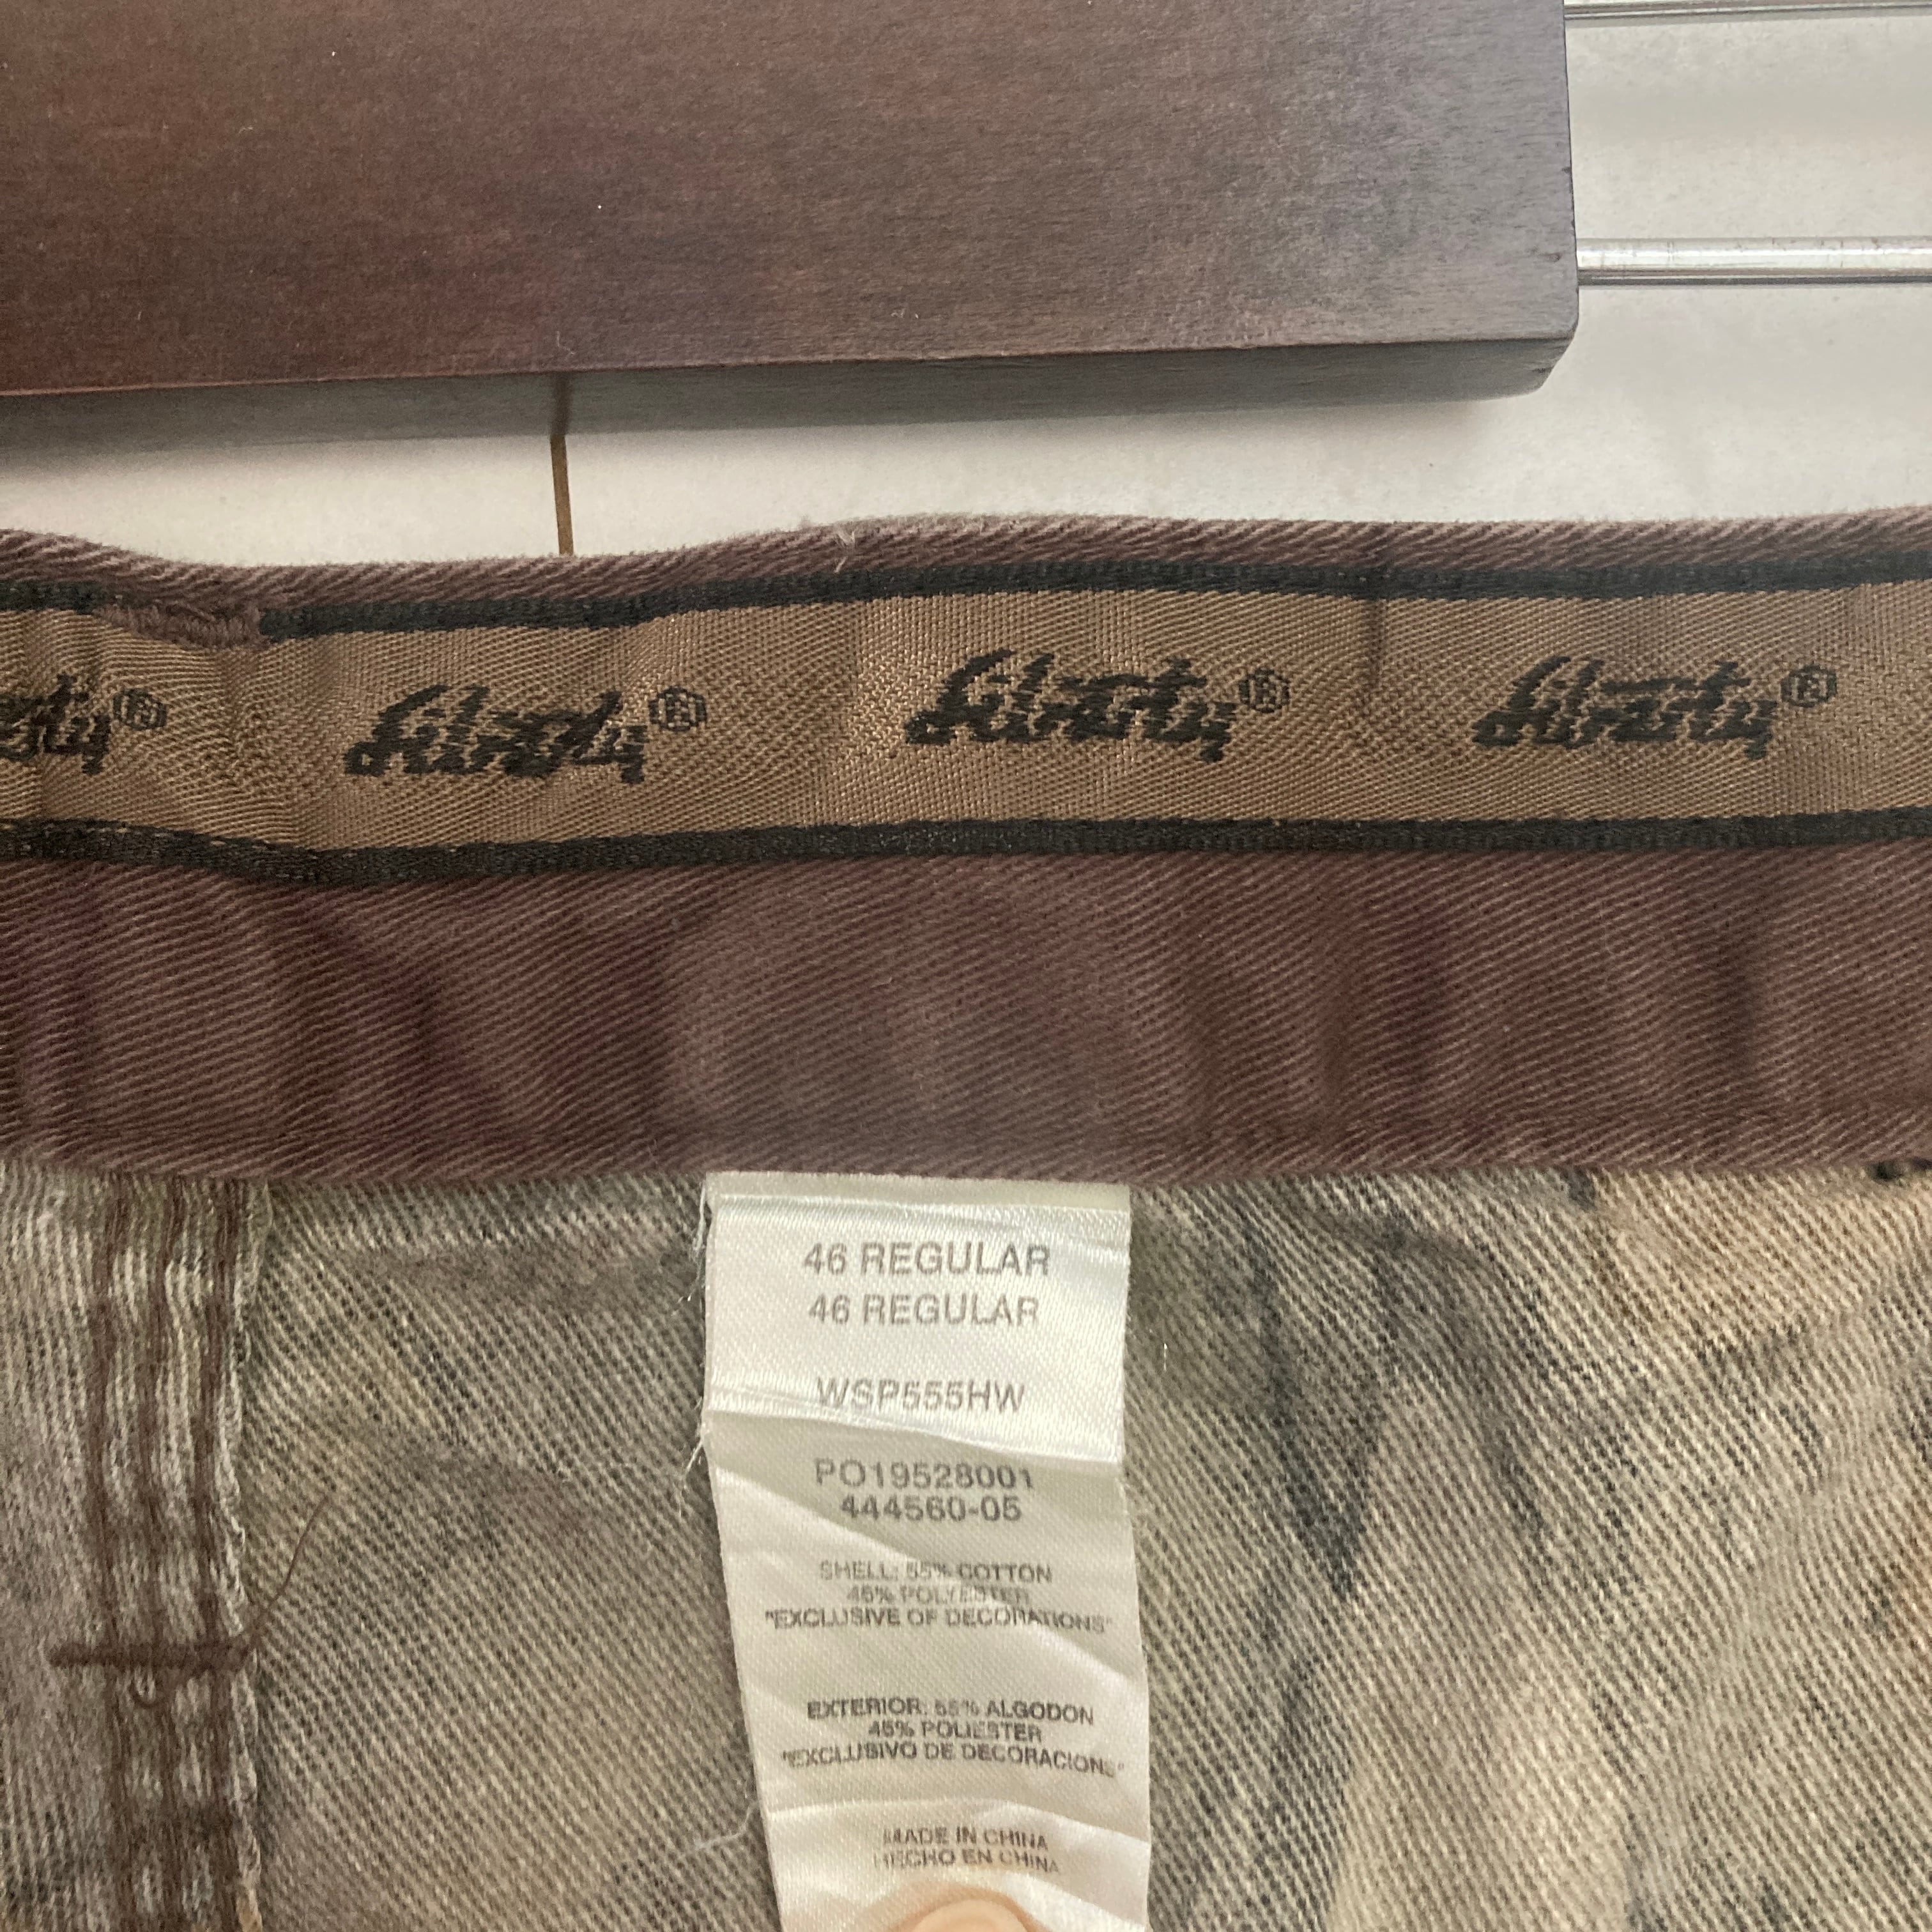 Liberty® Liberty® Liberty®
46 REGULAR
46 REGULAR
WSP555HW
PO19528001
444560-05
SHELL: 55% COTTON
45% POLYESTER
"EXCLUSIVE OF DECORATIONS"
EXTERIOR: 55% ALGODON
45% POLIESTER
"EXCLUSIVO DE DECORACIONS"
MADE IN CHINA
HECHO EN CHINA